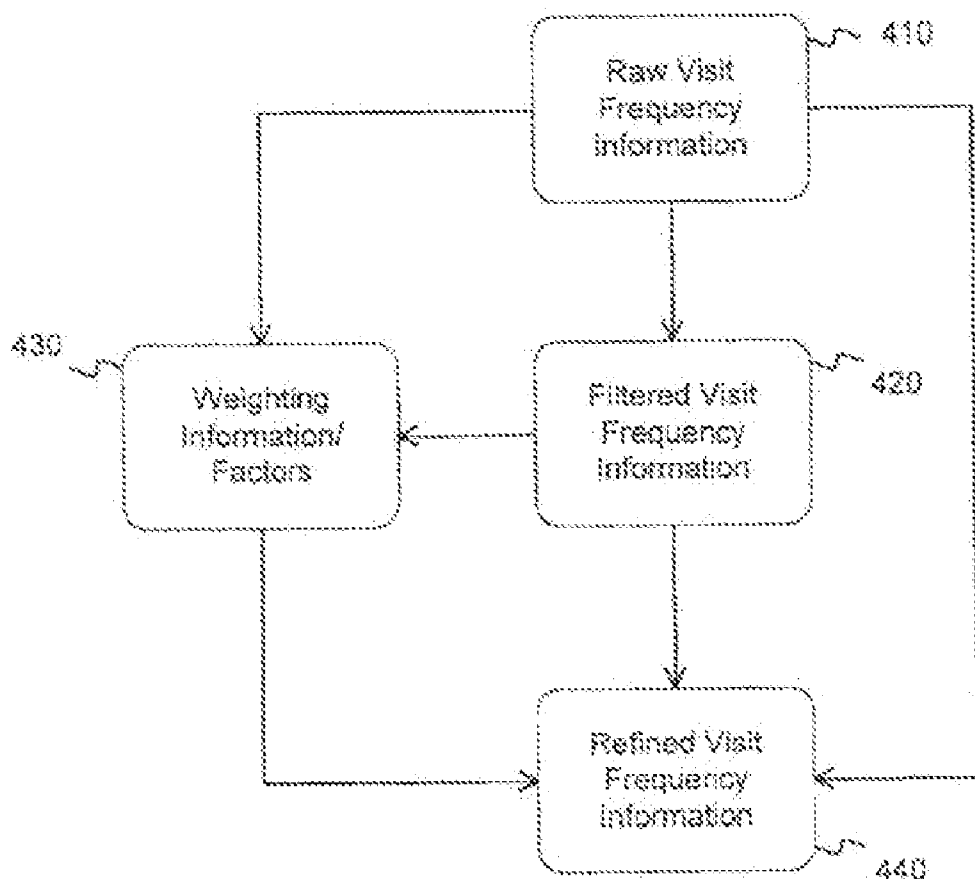 410
Raw Visit
Frequency
Information
430
Weighting
Information/
Factors
Filtered Visit
Frequency
Information
420
Refined Visit
Frequency
Information
440